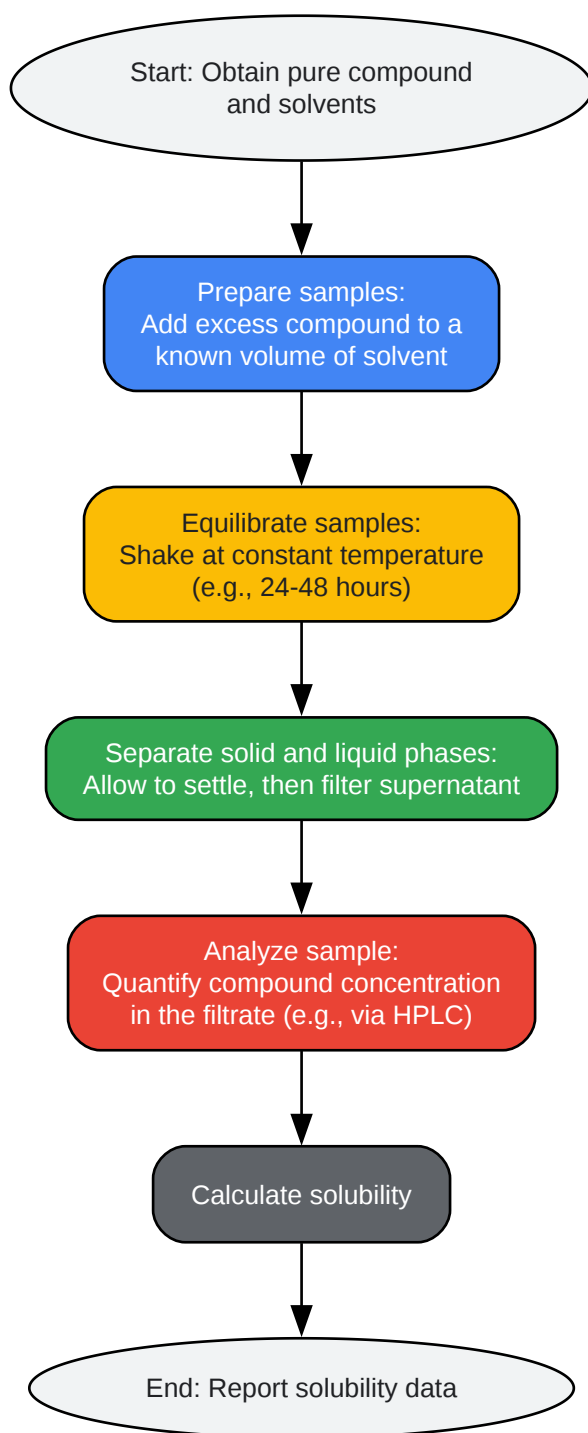 Start: Obtain pure compound
and solvents
Prepare samples:
Add excess compound to a
known volume of solvent
Equilibrate samples:
Shake at constant temperature
(e.g., 24-48 hours)
Separate solid and liquid phases:
Allow to settle, then filter supernatant
Analyze sample:
Quantify compound concentration
in the filtrate (e.g., via HPLC)
Calculate solubility
End: Report solubility data